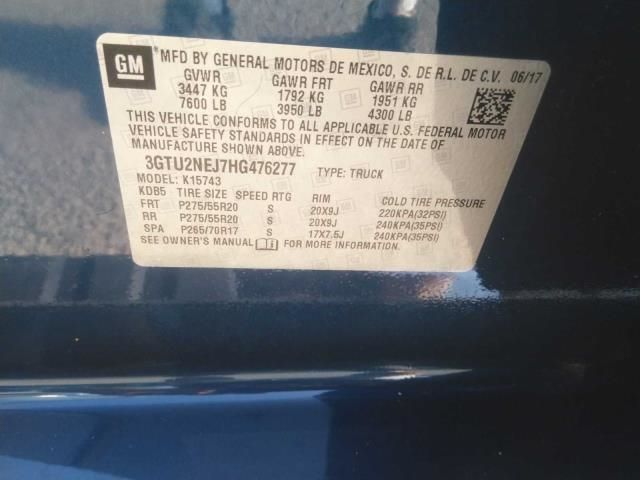 GM
MFD BY GENERAL MOTORS DE MEXICO, S. DE R.L. DE C.V. 06/17
GVWR GAWR FRT GAWR RR
3447 KG 1792 KG 1951 KG
7600 LB 3950 LB 4300 LB
THIS VEHICLE CONFORMS TO ALL APPLICABLE U.S. FEDERAL MOTOR
VEHICLE SAFETY STANDARDS IN EFFECT ON THE DATE OF
MANUFACTURE SHOWN ABOVE.
3GTU2NEJ7HG476277 TYPE: TRUCK
MODEL: K15743
KDB5 TIRE SIZE SPEED RTG RIM COLD TIRE PRESSURE
FRT P275/55R20 S 20X9J 220KPA(32PSI)
RR P275/55R20 S 20X9J 240KPA(35PSI)
SPA P265/70R17 S 17X7.5J 240KPA(35PSI)
SEE OWNER'S MANUAL FOR MORE INFORMATION.